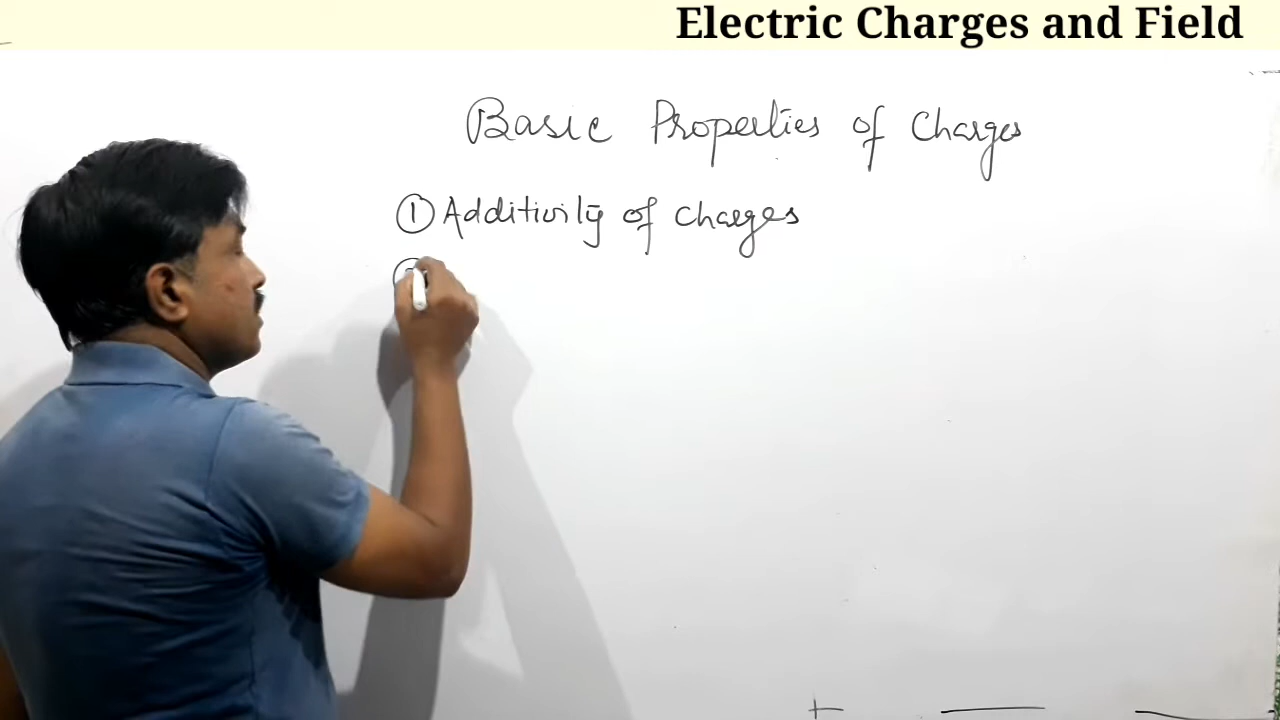 Electric Charges and Field
Basic Properties of Charges
① Additivity of charges